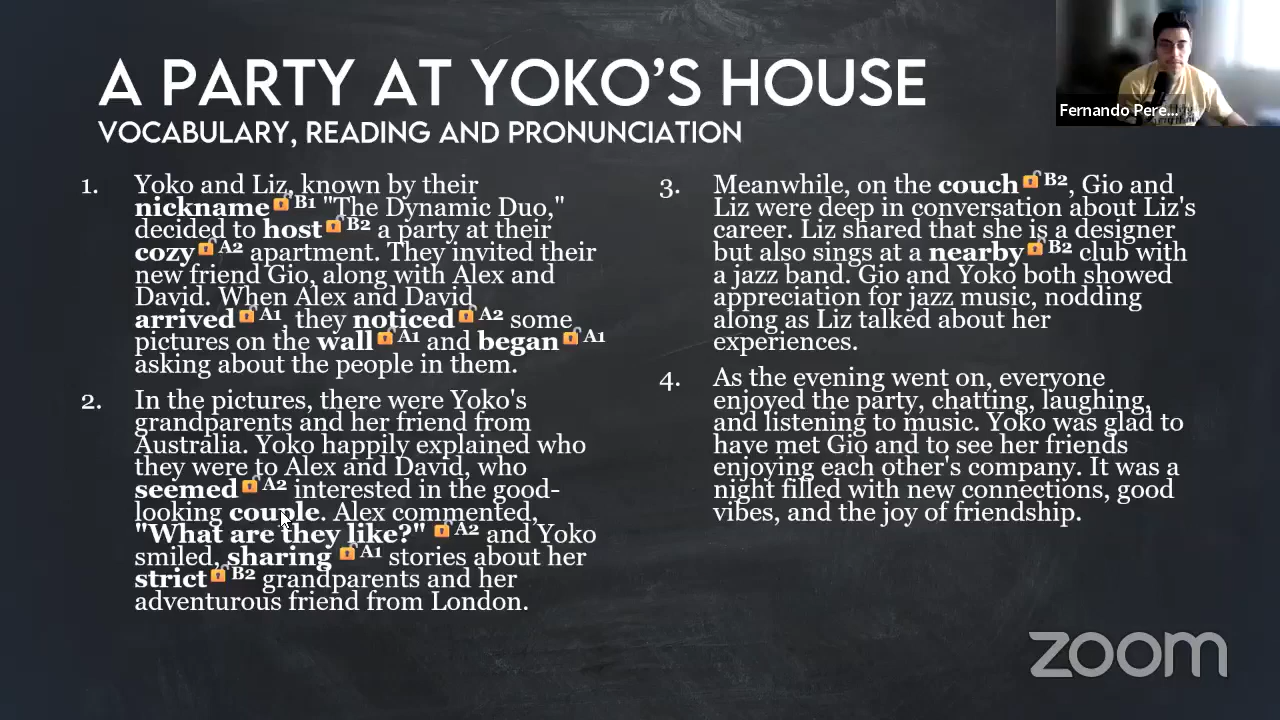 A PARTY AT YOKO'S HOUSE
VOCABULARY, READING AND PRONUNCIATION
Fernando Pere...
1. Yoko and Liz, known by their
nickname🔓B1 "The Dynamic Duo,"
decided to host🔓B2 a party at their
cozy🔓A2 apartment. They invited their
new friend Gio, along with Alex and
David. When Alex and David
arrived🔓A1, they noticed🔓A2 some
pictures on the wall🔓A1 and began🔓A1
asking about the people in them.
2. In the pictures, there were Yoko's
grandparents and her friend from
Australia. Yoko happily explained who
they were to Alex and David, who
seemed🔓A2 interested in the good-
looking couple. Alex commented,
"What are they like?" 🔓A2 and Yoko
smiled, sharing 🔓A1 stories about her
strict🔓B2 grandparents and her
adventurous friend from London.
3. Meanwhile, on the couch🔓B2, Gio and
Liz were deep in conversation about Liz's
career. Liz shared that she is a designer
but also sings at a nearby🔓B2 club with
a jazz band. Gio and Yoko both showed
appreciation for jazz music, nodding
along as Liz talked about her
experiences.
4. As the evening went on, everyone
enjoyed the party, chatting, laughing,
and listening to music. Yoko was glad to
have met Gio and to see her friends
enjoying each other's company. It was a
night filled with new connections, good
vibes, and the joy of friendship.
zoom